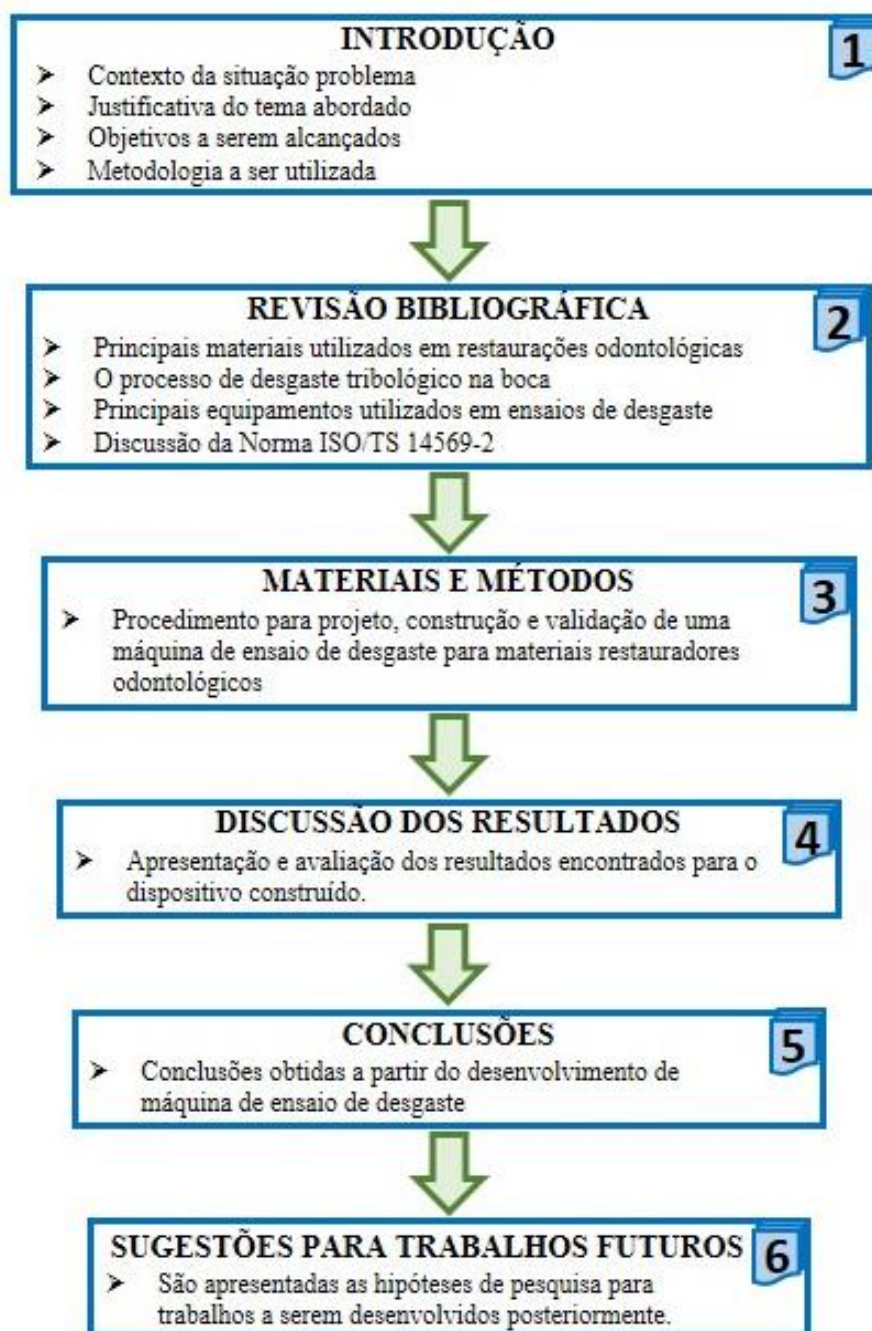 INTRODUÇÃO
1
➤ Contexto da situação problema
➤ Justificativa do tema abordado
➤ Objetivos a serem alcançados
➤ Metodologia a ser utilizada
REVISÃO BIBLIOGRÁFICA
2
➤ Principais materiais utilizados em restaurações odontológicas
➤ O processo de desgaste tribológico na boca
➤ Principais equipamentos utilizados em ensaios de desgaste
➤ Discussão da Norma ISO/TS 14569-2
MATERIAIS E MÉTODOS
3
➤ Procedimento para projeto, construção e validação de uma
máquina de ensaio de desgaste para materiais restauradores
odontológicos
DISCUSSÃO DOS RESULTADOS
4
➤ Apresentação e avaliação dos resultados encontrados para o
dispositivo construído.
CONCLUSÕES
5
➤ Conclusões obtidas a partir do desenvolvimento de
máquina de ensaio de desgaste
SUGESTÕES PARA TRABALHOS FUTUROS
6
➤ São apresentadas as hipóteses de pesquisa para
trabalhos a serem desenvolvidos posteriormente.